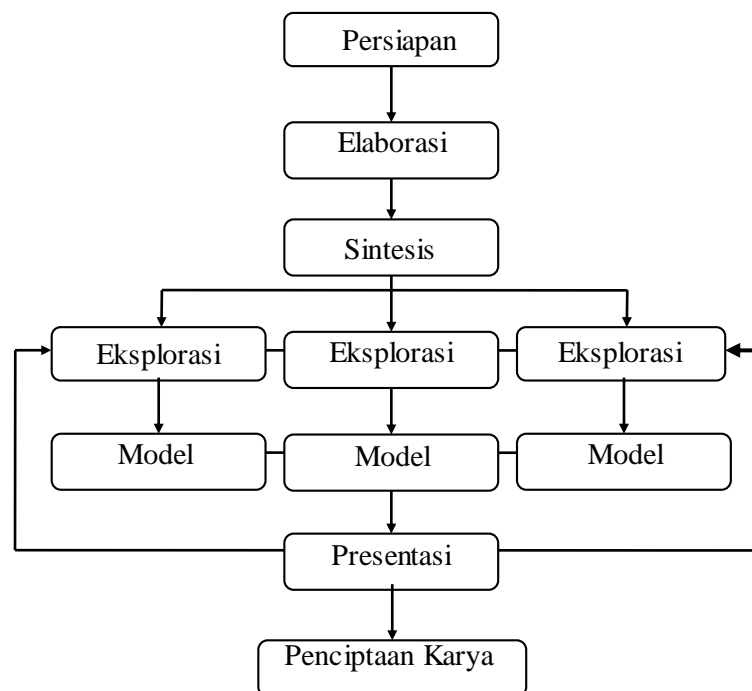 Persiapan
Elaborasi
Sintesis
Eksplorasi
Eksplorasi
Eksplorasi
Model
Model
Model
Presentasi
Penciptaan Karya